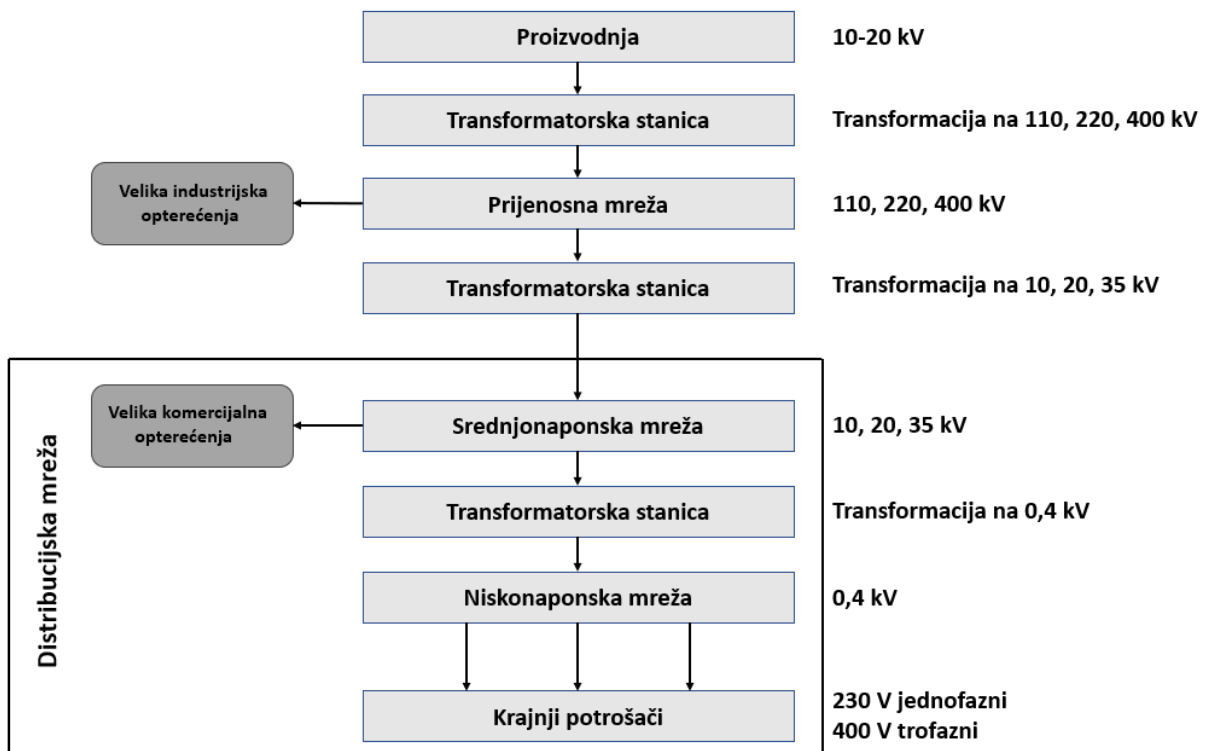 Proizvodnja
10-20 kV
Transformatorska stanica
Transformacija na 110, 220, 400 kV
Velika industrijska
opterećenja
Prijenosna mreža
110, 220, 400 kV
Transformatorska stanica
Transformacija na 10, 20, 35 kV
Distribucijska mreža
Velika komercijalna
opterećenja
Srednjonaponska mreža
10, 20, 35 kV
Transformatorska stanica
Transformacija na 0,4 kV
Niskonaponska mreža
0,4 kV
Krajnji potrošači
230 V jednofazni
400 V trofazni